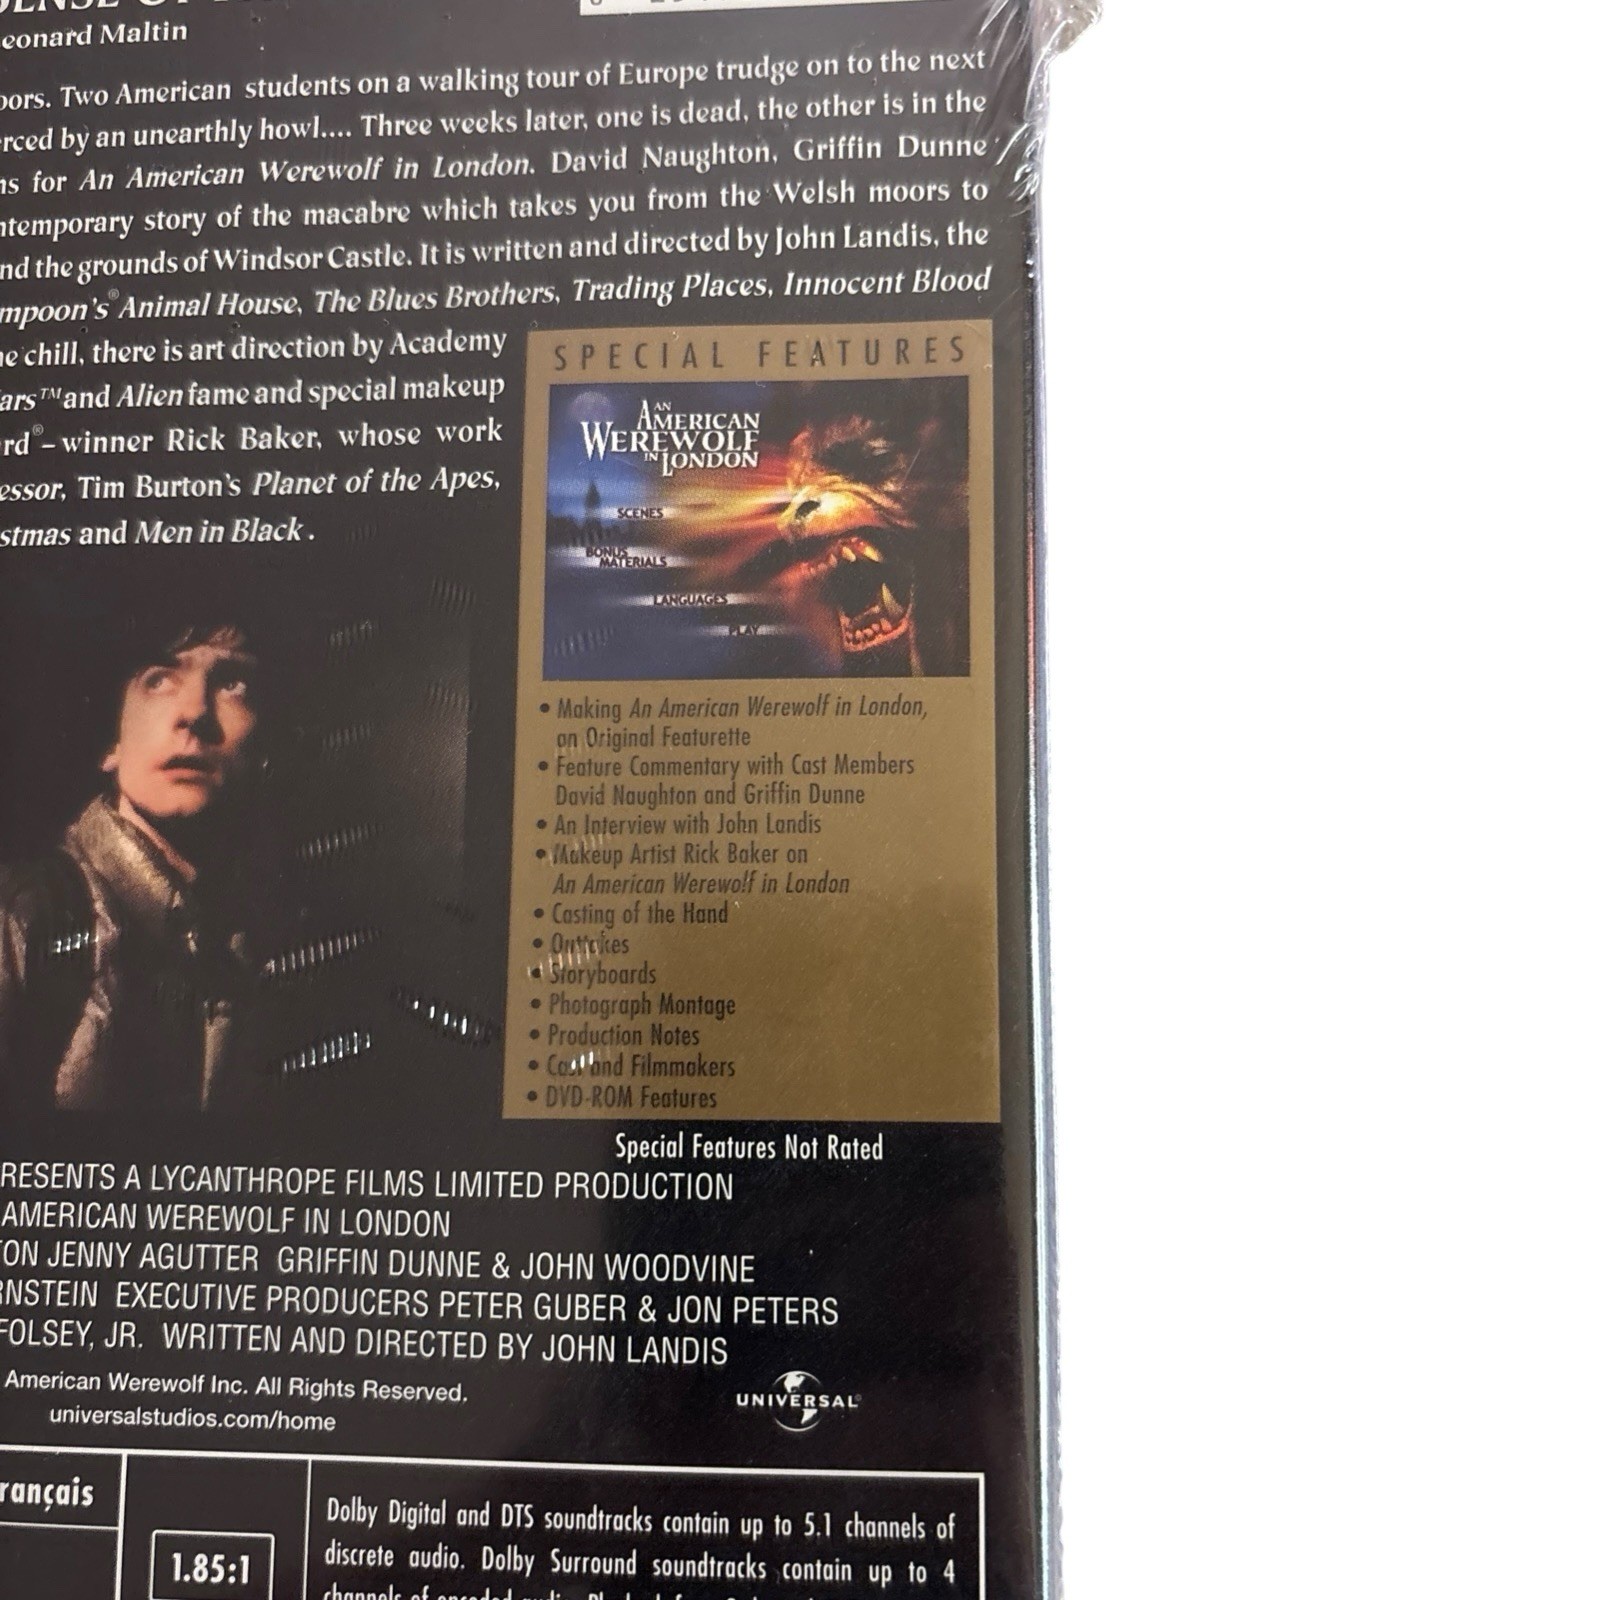 Leonard Maltin
Two American students on a walking tour of Europe trudge on to the next
by an unearthly howl.... Three weeks later, one is dead, the other is in the
for An American Werewolf in London. David Naughton, Griffin Dunne
story of the macabre which takes you from the Welsh moors to
and the grounds of Windsor Castle. It is written and directed by John Landis, the
mpoon's® Animal House, The Blues Brothers, Trading Places, Innocent Blood
chill, there is art direction by Academy
ars™ and Alien fame and special makeup
rd®-winner Rick Baker, whose work
essor, Tim Burton's Planet of the Apes,
stmas and Men in Black.
SPECIAL FEATURES
AN
AMERICAN
WEREWOLF
IN LONDON
SCENES
BONUS
MATERIALS
LANGUAGES
PLAY
• Making An American Werewolf in London,
an Original Featurette
• Feature Commentary with Cast Members
David Naughton and Griffin Dunne
• An Interview with John Landis
• Makeup Artist Rick Baker on
An American Werewolf in London
• Casting of the Hand
• Outtakes
• Storyboards
• Photograph Montage
• Production Notes
• Cast and Filmmakers
• DVD-ROM Features
Special Features Not Rated
RESENTS A LYCANTHROPE FILMS LIMITED PRODUCTION
AMERICAN WEREWOLF IN LONDON
TON JENNY AGUTTER GRIFFIN DUNNE & JOHN WOODVINE
RNSTEIN EXECUTIVE PRODUCERS PETER GUBER & JON PETERS
FOLSEY, JR. WRITTEN AND DIRECTED BY JOHN LANDIS
American Werewolf Inc. All Rights Reserved.
universalstudios.com/home
UNIVERSAL®
rançais
1.85:1
Dolby Digital and DTS soundtracks contain up to 5.1 channels of
discrete audio. Dolby Surround soundtracks contain up to 4
channels of encoded audio.